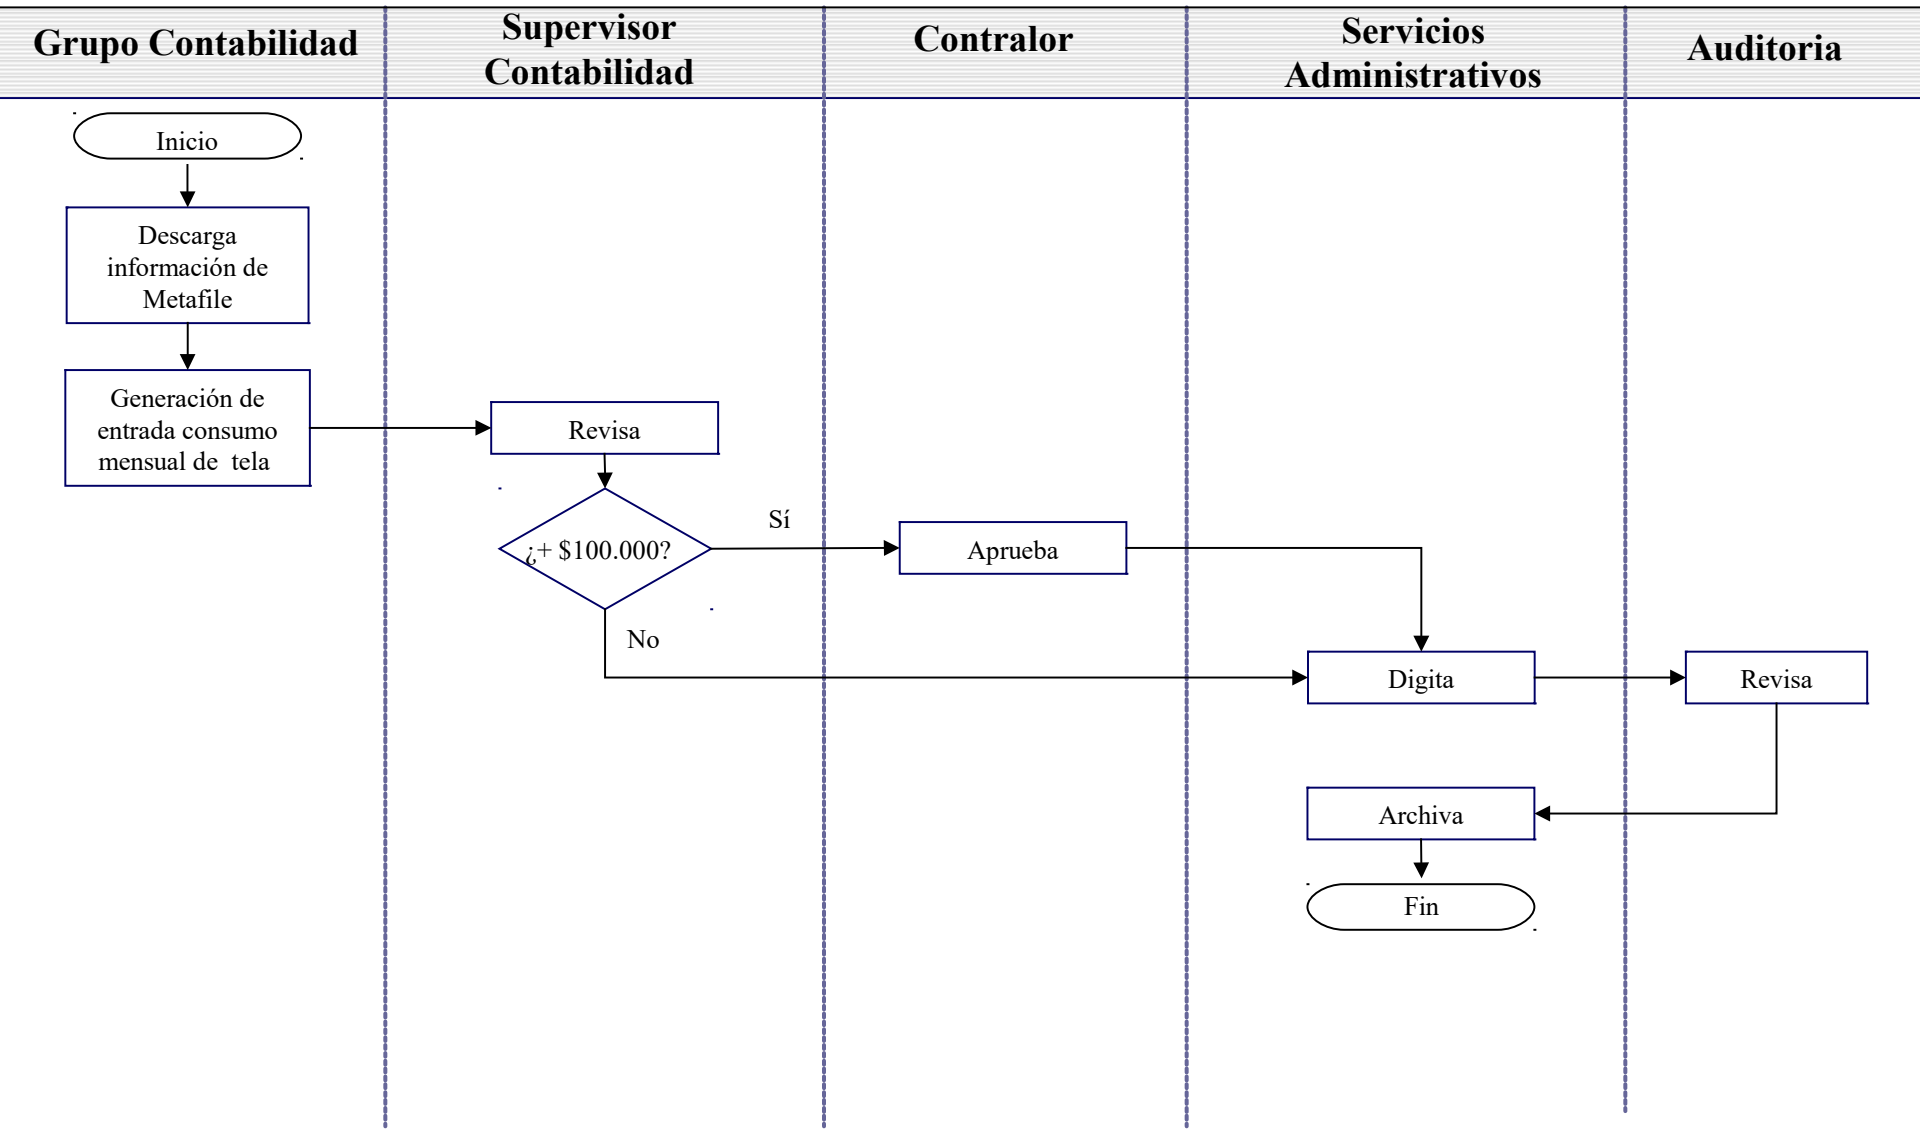 Grupo Contabilidad
Supervisor
Contabilidad
Contralor
Servicios
Administrativos
Auditoria
Inicio
Descarga
información de
Metafile
Generación de
entrada consumo
mensual de  tela
Revisa
¿+ $100.000?
Sí
No
Aprueba
Digita
Revisa
Archiva
Fin